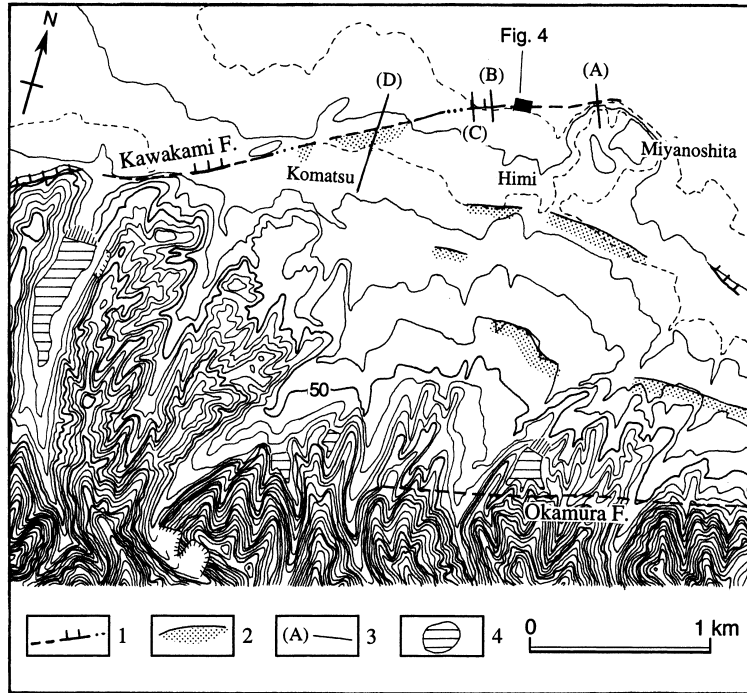 N
Fig. 4
(A)
(B)
(D)
(C)
Kawakami F.
Miyanoshita
Komatsu
Himi
50
Okamura F.
1
2
(A)
3
4
0
1 km